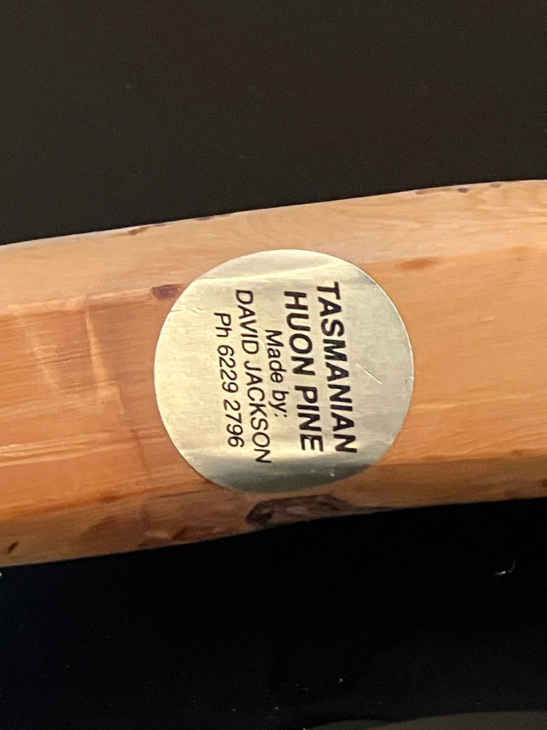 TASMANIAN
HUON PINE
Made by:
DAVID JACKSON
Ph 6229 2796